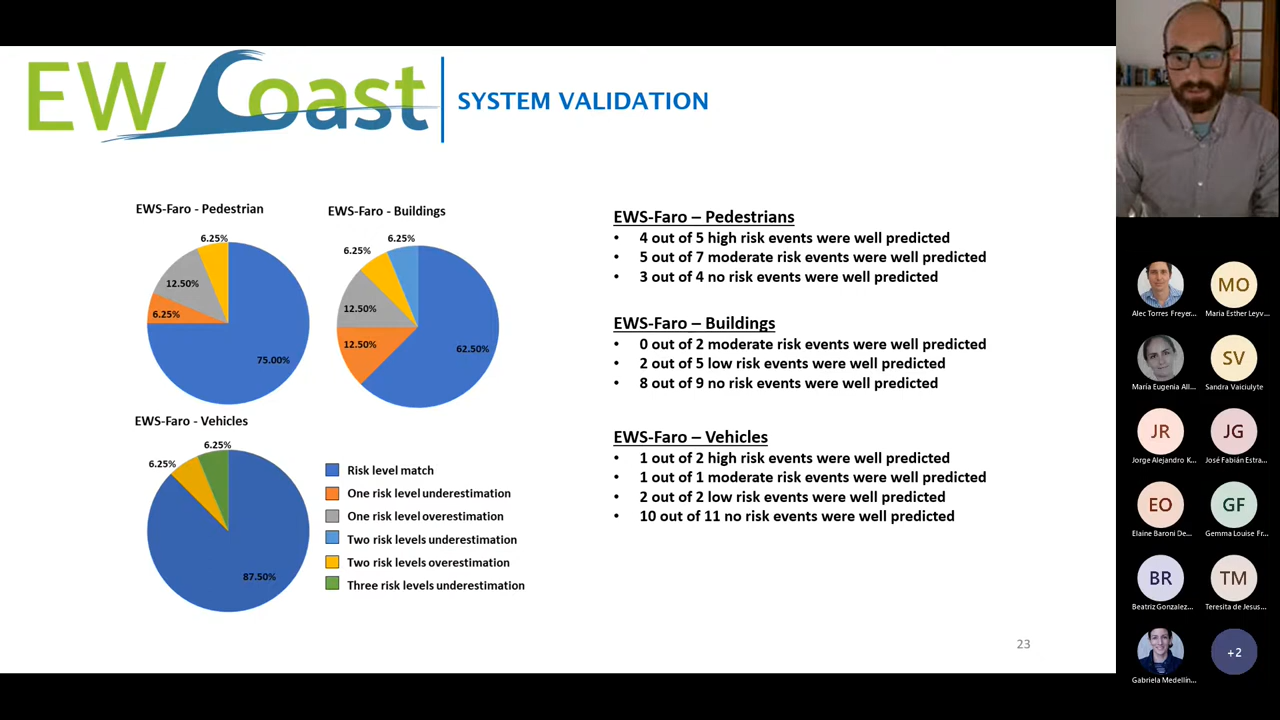 EW Coast
SYSTEM VALIDATION
EWS-Faro - Pedestrian
6.25%
12.50%
6.25%
75.00%
EWS-Faro - Buildings
6.25%
6.25%
12.50%
12.50%
62.50%
EWS-Faro - Vehicles
6.25%
6.25%
87.50%
Risk level match
One risk level underestimation
One risk level overestimation
Two risk levels underestimation
Two risk levels overestimation
Three risk levels underestimation
EWS-Faro – Pedestrians
• 4 out of 5 high risk events were well predicted
• 5 out of 7 moderate risk events were well predicted
• 3 out of 4 no risk events were well predicted
EWS-Faro – Buildings
• 0 out of 2 moderate risk events were well predicted
• 2 out of 5 low risk events were well predicted
• 8 out of 9 no risk events were well predicted
EWS-Faro – Vehicles
• 1 out of 2 high risk events were well predicted
• 1 out of 1 moderate risk events were well predicted
• 2 out of 2 low risk events were well predicted
• 10 out of 11 no risk events were well predicted
23
Alec Torres Freyer...
MO
Maria Esther Leyv...
María Eugenia All...
SV
Sandra Vaiciulyte
JR
Jorge Alejandro K...
JG
José Fabián Estra...
EO
Elaine Baroni De...
GF
Gemma Louise Fr...
BR
Beatriz Gonzalez...
TM
Teresita de Jesus...
Gabriela Medellín...
+2